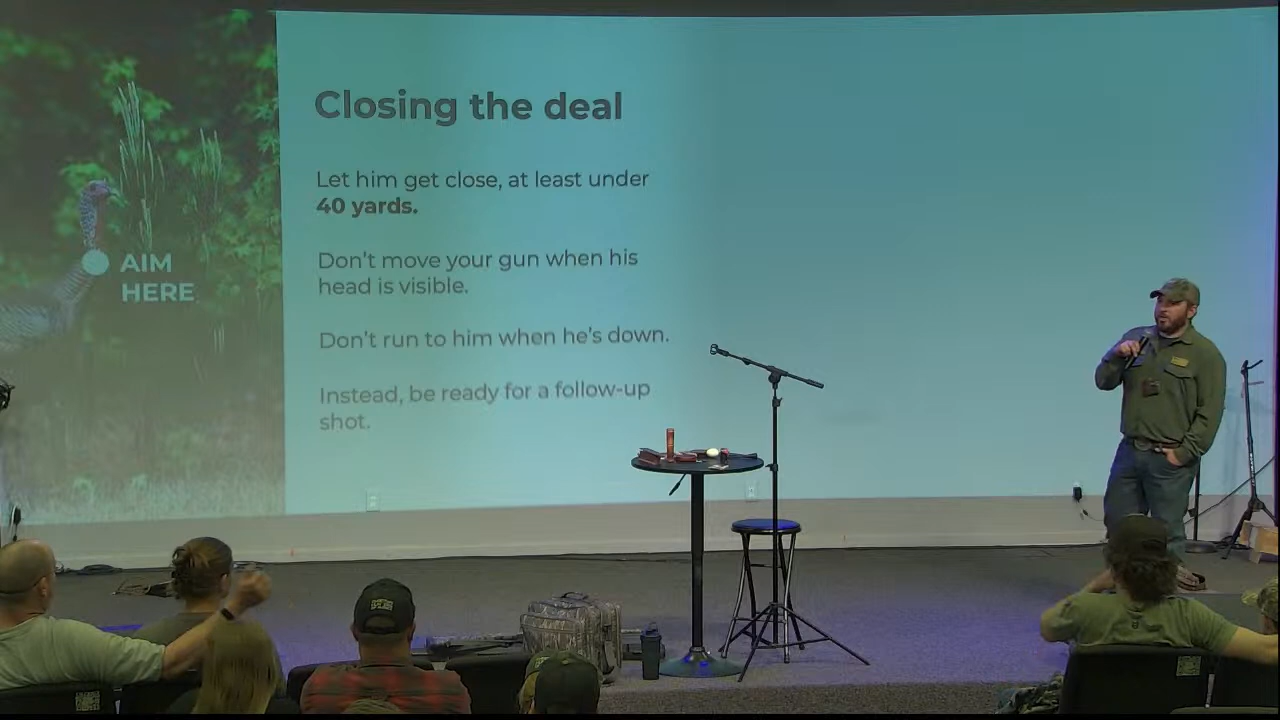 Closing the deal
Let him get close, at least under
40 yards.
Don't move your gun when his
head is visible.
Don't run to him when he's down.
Instead, be ready for a follow-up
shot.
AIM
HERE